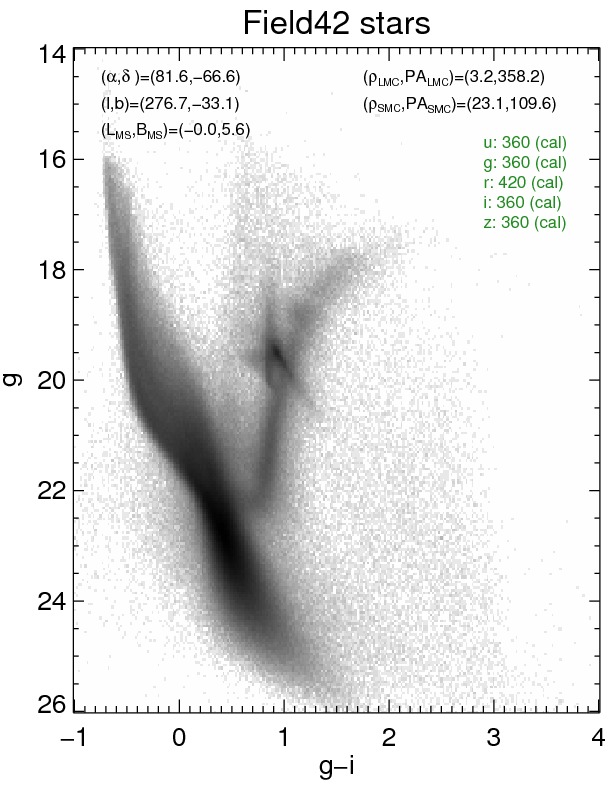 Field42 stars
(α,δ )=(81.6,−66.6)
(ρLMC,PALMC)=(3.2,358.2)
(l,b)=(276.7,−33.1)
(ρSMC,PASMC)=(23.1,109.6)
(LMS,BMS)=(−0.0,5.6)
u: 360 (cal)
g: 360 (cal)
r: 420 (cal)
i: 360 (cal)
z: 360 (cal)
14
16
18
20
22
24
26
g
−1 0 1 2 3 4
g−i